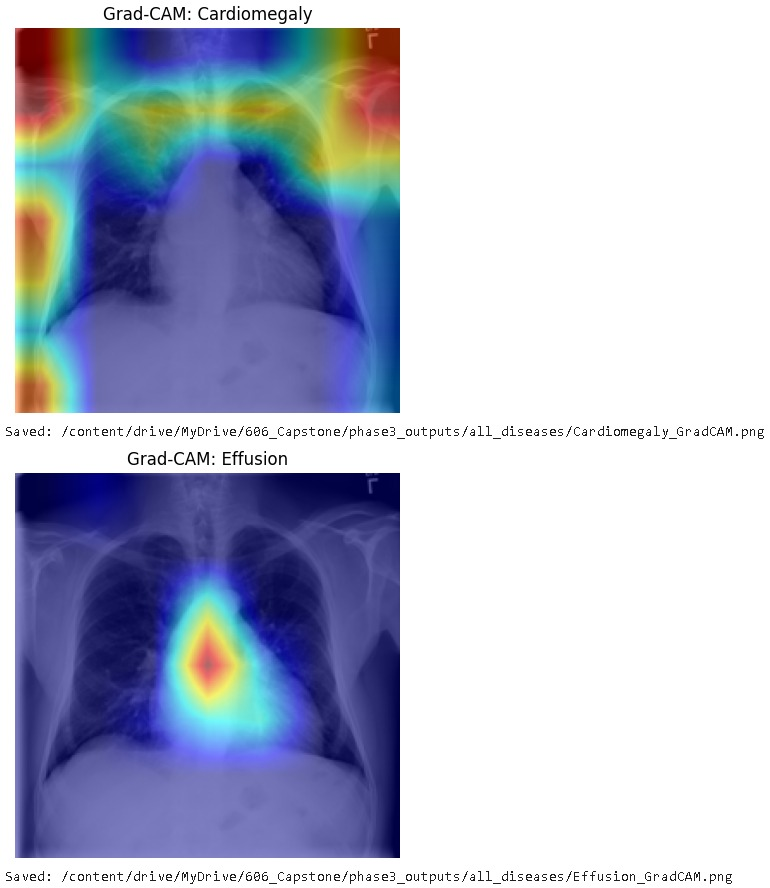 Grad-CAM: Cardiomegaly
L
Saved: /content/drive/MyDrive/606_Capstone/phase3_outputs/all_diseases/Cardiomegaly_GradCAM.png
Grad-CAM: Effusion
L
Saved: /content/drive/MyDrive/606_Capstone/phase3_outputs/all_diseases/Effusion_GradCAM.png